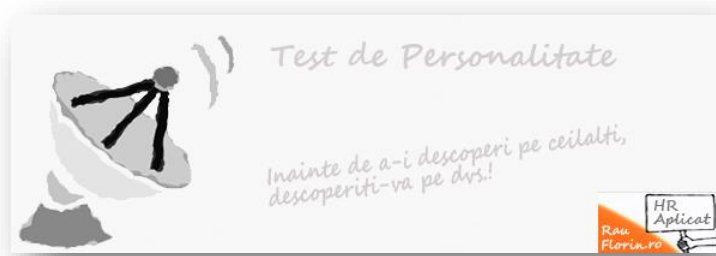 Test de Personalitate
Inainte de a-i descoperi pe ceilalti,
descoperiti-va pe dvs.!
HR
Aplicat
Rau
Florin.ro